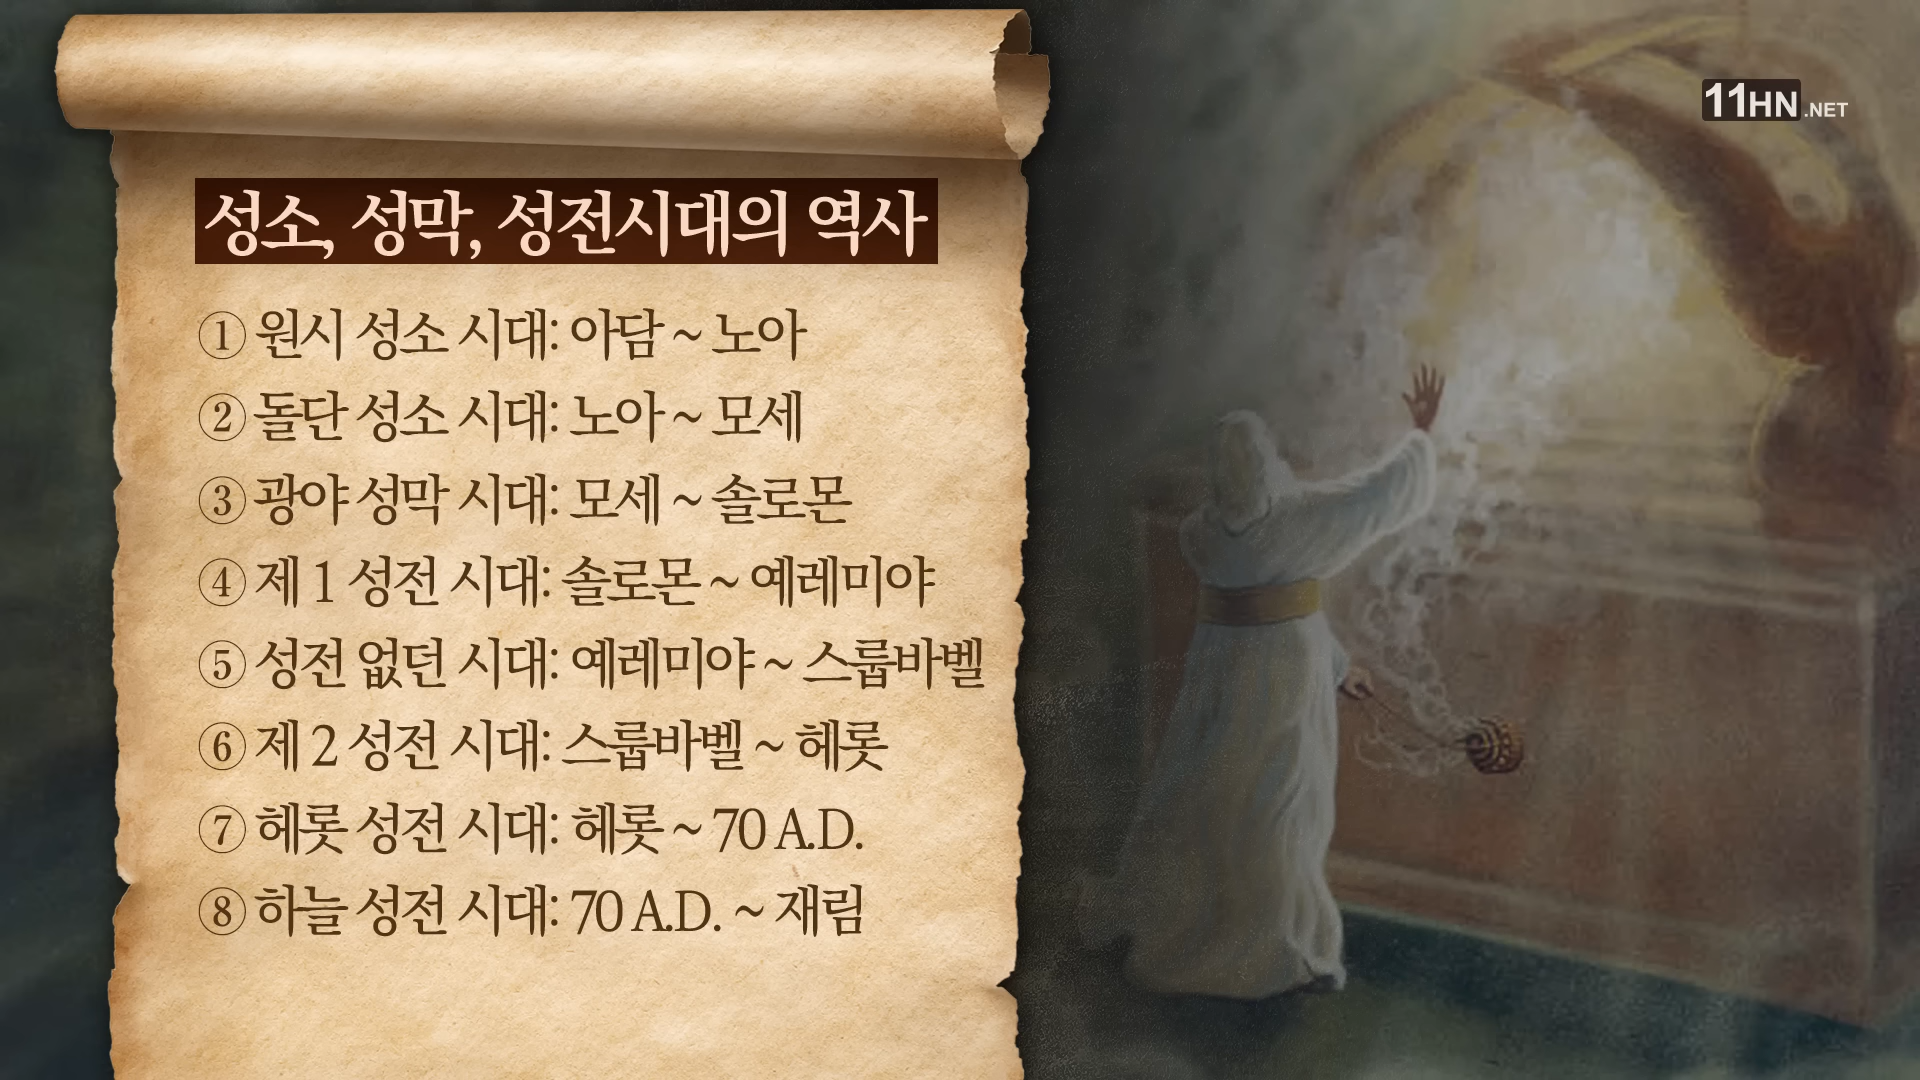 성소, 성막, 성전시대의 역사
① 원시 성소 시대: 아담 ~ 노아
② 돌단 성소 시대: 노아 ~ 모세
③ 광야 성막 시대: 모세 ~ 솔로몬
④ 제 1 성전 시대: 솔로몬 ~ 예레미야
⑤ 성전 없던 시대: 예레미야 ~ 스룹바벨
⑥ 제 2 성전 시대: 스룹바벨 ~ 헤롯
⑦ 헤롯 성전 시대: 헤롯 ~ 70 A.D.
⑧ 하늘 성전 시대: 70 A.D. ~ 재림
11HN.NET